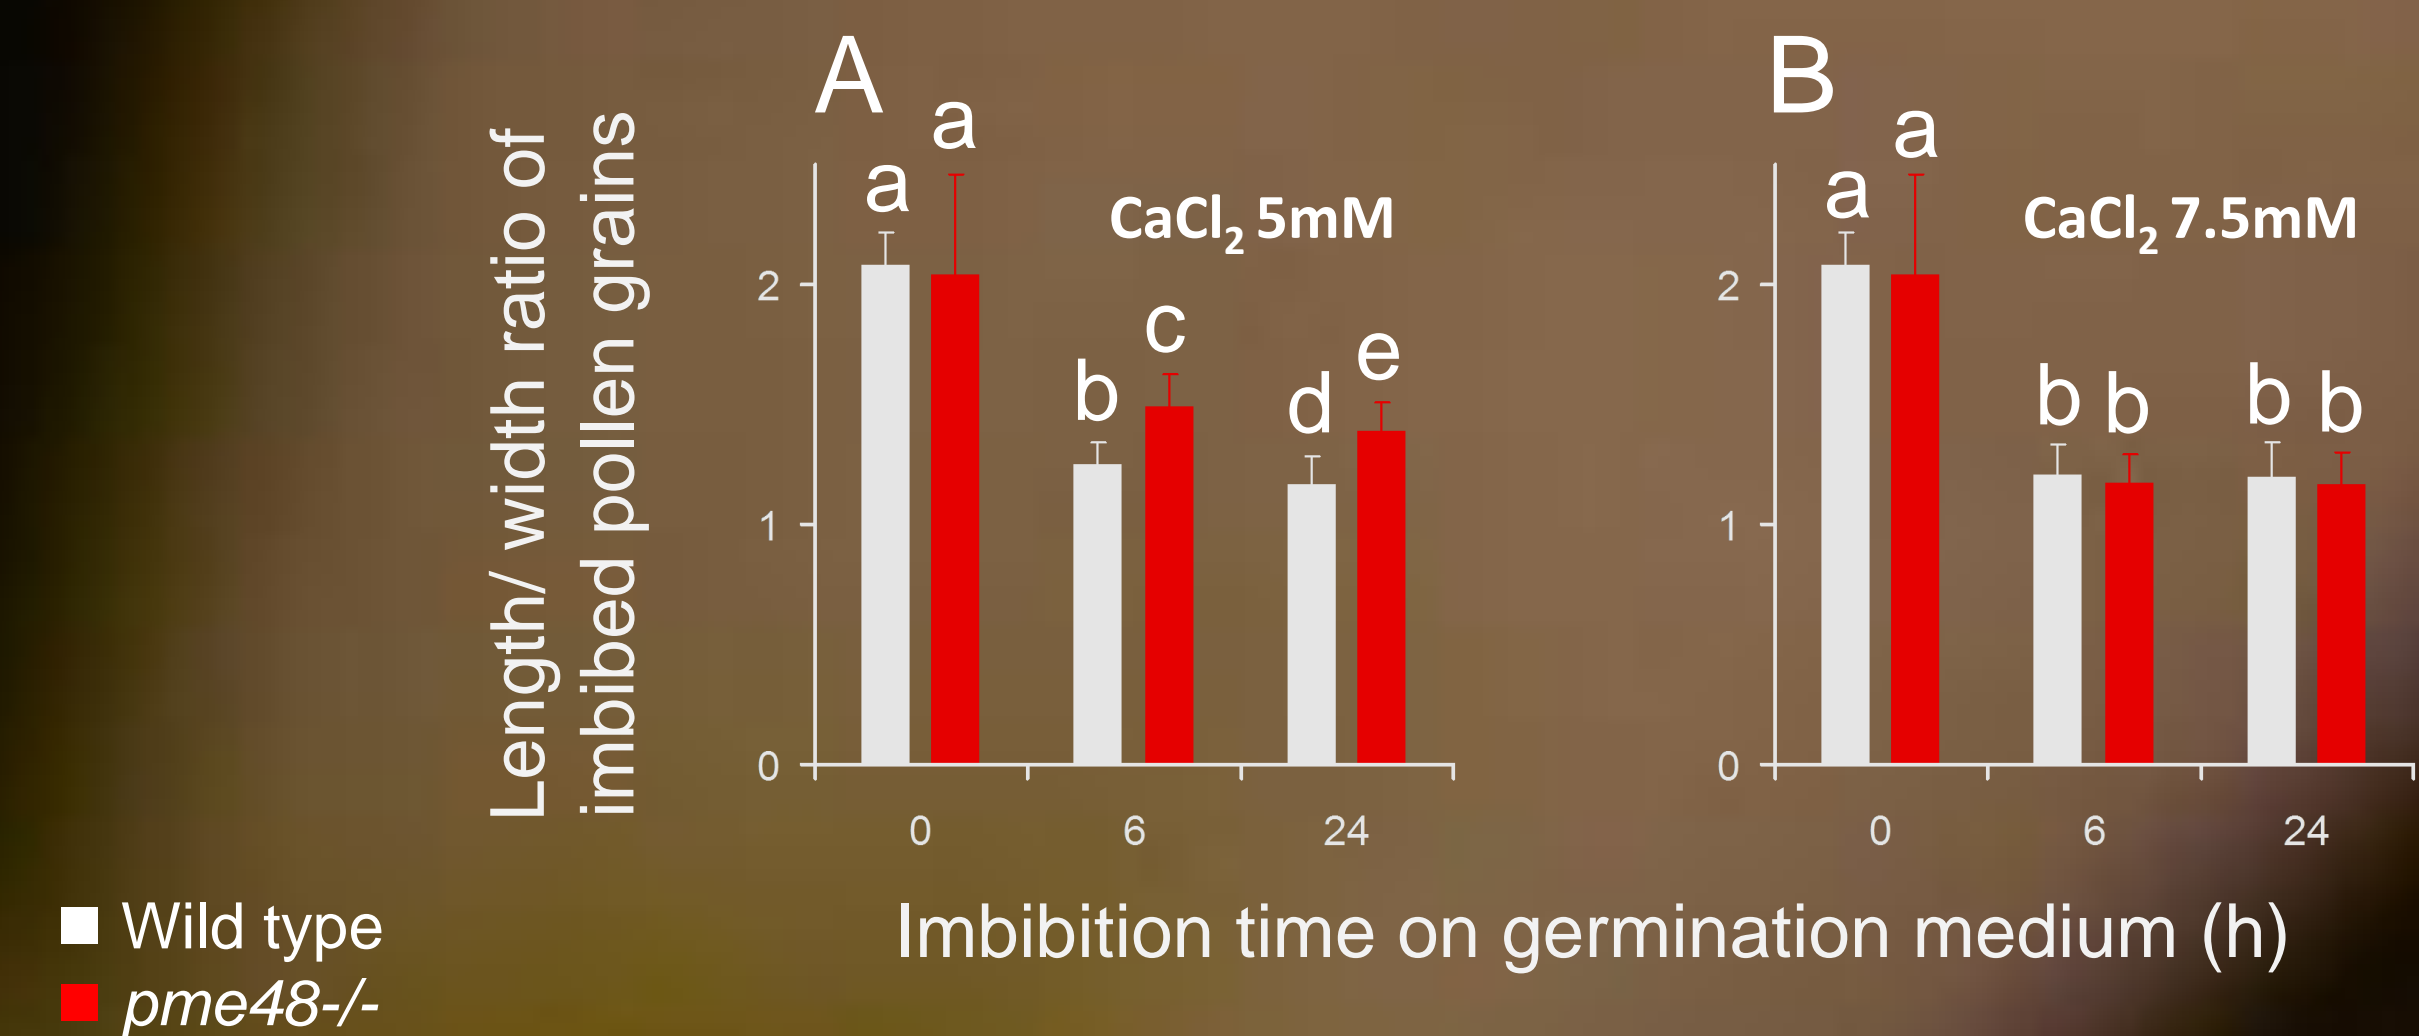 A
B
Length/ width ratio of
imbibed pollen grains
a
a
CaCl₂ 5mM
b
c
d
e
2
1
0
0
6
24
a
a
CaCl₂ 7.5mM
b
b
b
b
2
1
0
0
6
24
Imbibition time on germination medium (h)
Wild type
pme48-/-